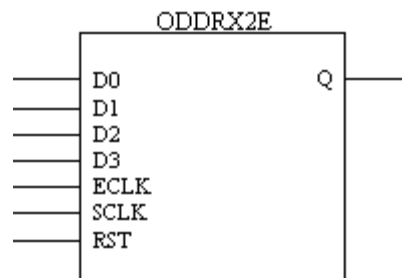 ODDRX2E
D0 Q
D1
D2
D3
ECLK
SCLK
RST